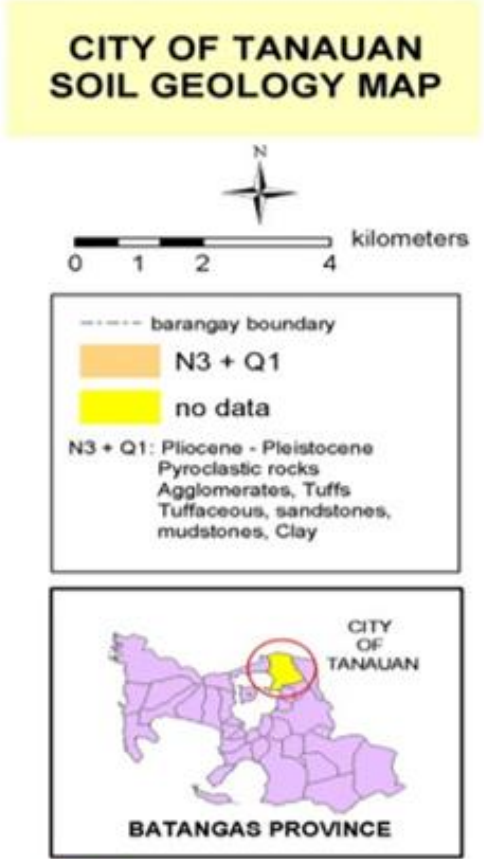 CITY OF TANAUAN
SOIL GEOLOGY MAP
N
kilometers
0 1 2 4
barangay boundary
N3 + Q1
no data
N3 + Q1: Pliocene - Pleistocene
Pyroclastic rocks
Agglomerates, Tuffs
Tuffaceous, sandstones,
mudstones, Clay
CITY
OF
TANAUAN
BATANGAS PROVINCE